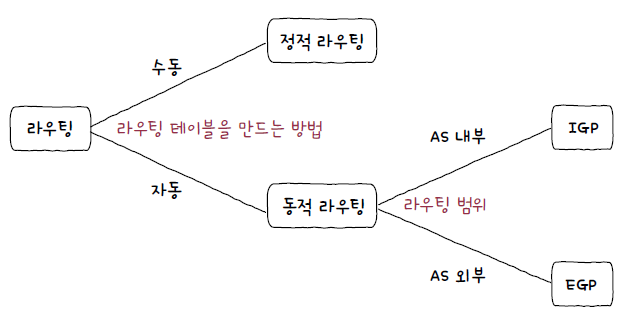 정적 라우팅
수동
라우팅
라우팅 테이블을 만드는 방법
자동
동적 라우팅
AS 내부
IGP
라우팅 범위
AS 외부
EGP